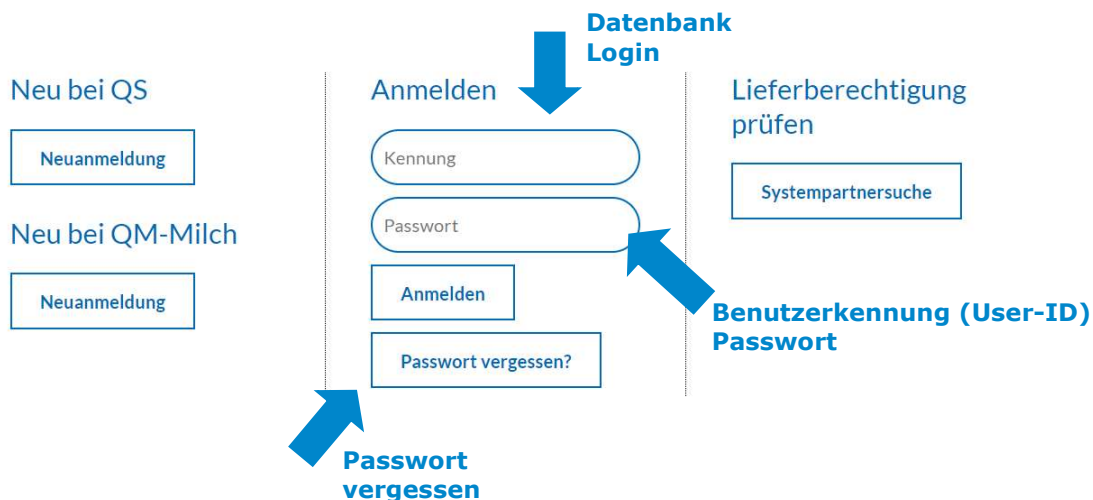 Datenbank
Login
Neu bei QS
Neuanmeldung
Neu bei QM-Milch
Neuanmeldung
Anmelden
Kennung
Passwort
Anmelden
Passwort vergessen?
Lieferberechtigung
prüfen
Systempartnersuche
Benutzerkennung (User-ID)
Passwort
Passwort
vergessen